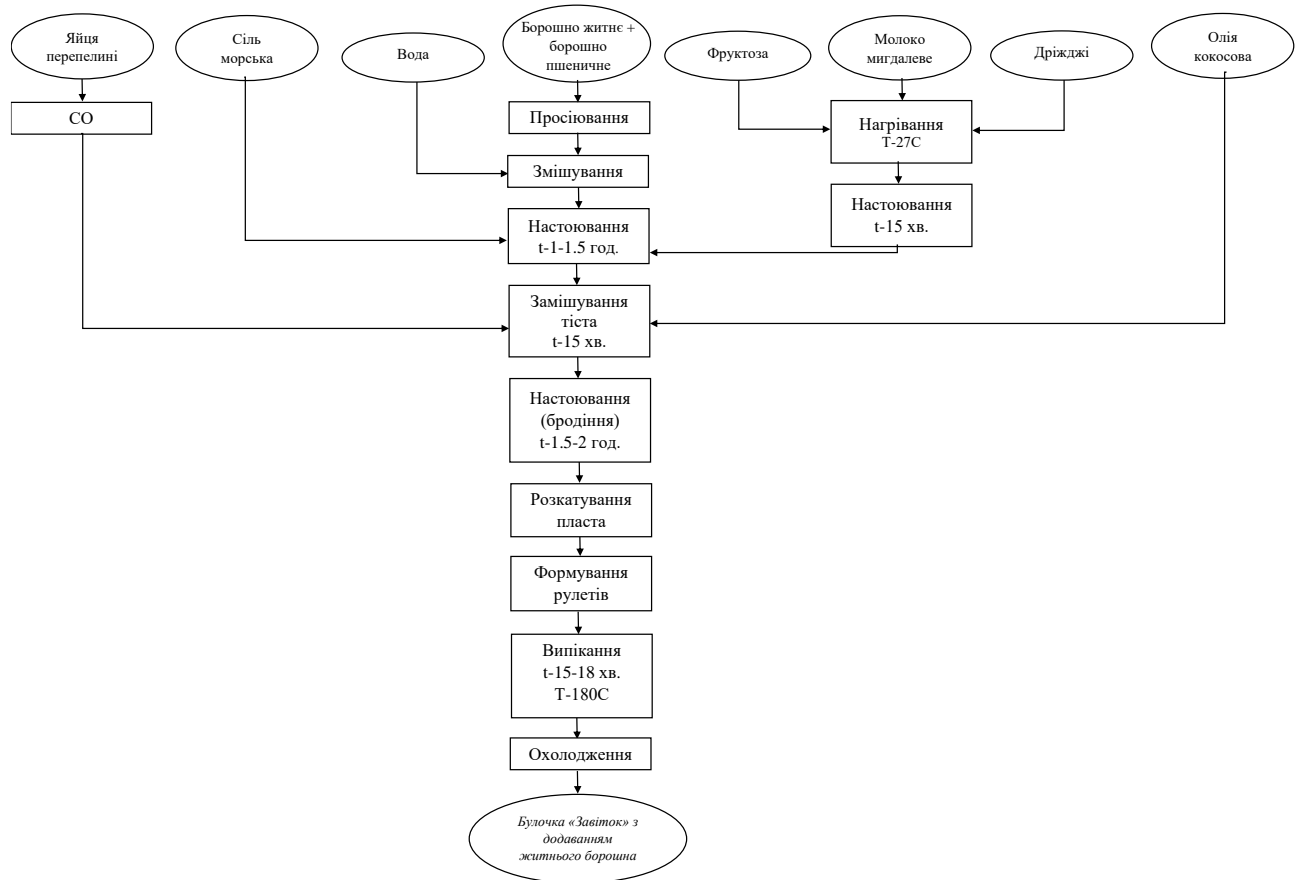 Яйця
перепелині
Сіль
морська
Вода
Борошно житнє +
борошно
пшеничне
Фруктоза
Молоко
мигдалеве
Дріжджі
Олія
кокосова
СО
Просіювання
Нагрівання
Т-27С
Змішування
Настоювання
t-15 хв.
Настоювання
t-1-1.5 год.
Замішування
тіста
t-15 хв.
Настоювання
(бродіння)
t-1.5-2 год.
Розкатування
пласта
Формування
рулетів
Випікання
t-15-18 хв.
Т-180С
Охолодження
Булочка «Завіток» з
додаванням
житнього борошна